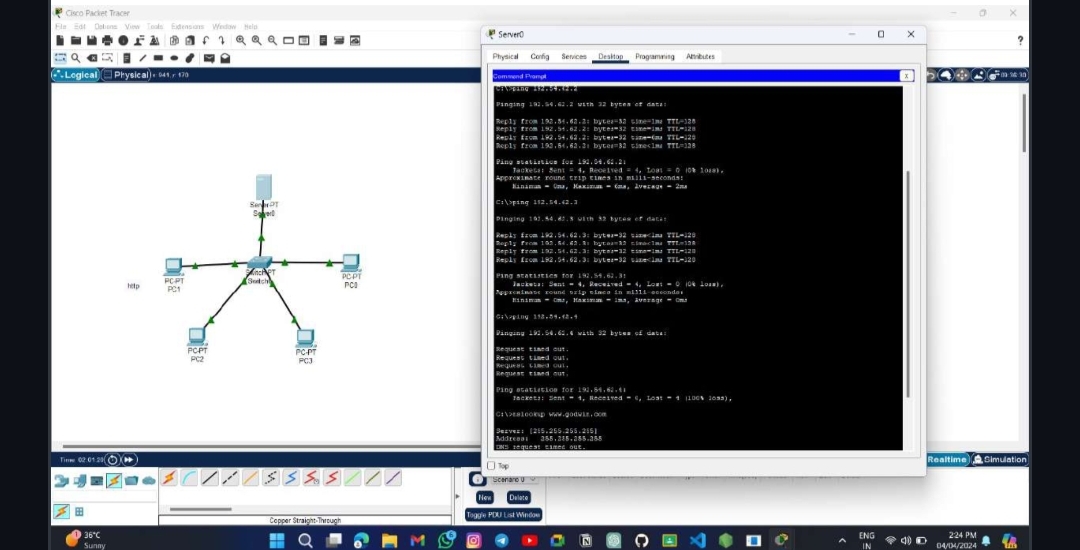 Cisco Packet Tracer
File Edit Options View Tools Extensions Window Help
Logical Physical x 941, y 170
Server-PT
Server0
Switch-PT
Switch0
PC-PT
PC1
PC-PT
PC0
PC-PT
PC2
PC-PT
PC3
http
Server0
Physical Config Services Desktop Programming Attributes
Command Prompt
X
C:\>ping 192.54.62.2
Pinging 192.54.62.2 with 32 bytes of data:
Reply from 192.54.62.2: bytes=32 time=1ms TTL=128
Reply from 192.54.62.2: bytes=32 time=1ms TTL=128
Reply from 192.54.62.2: bytes=32 time=6ms TTL=128
Reply from 192.54.62.2: bytes=32 time<1ms TTL=128
Ping statistics for 192.54.62.2:
Packets: Sent = 4, Received = 4, Lost = 0 (0% loss),
Approximate round trip times in milli-seconds:
Minimum = 0ms, Maximum = 6ms, Average = 2ms
C:\>ping 192.54.62.3
Pinging 192.54.62.3 with 32 bytes of data:
Reply from 192.54.62.3: bytes=32 time<1ms TTL=128
Reply from 192.54.62.3: bytes=32 time<1ms TTL=128
Reply from 192.54.62.3: bytes=32 time=1ms TTL=128
Reply from 192.54.62.3: bytes=32 time<1ms TTL=128
Ping statistics for 192.54.62.3:
Packets: Sent = 4, Received = 4, Lost = 0 (0% loss),
Approximate round trip times in milli-seconds:
Minimum = 0ms, Maximum = 1ms, Average = 0ms
C:\>ping 192.54.62.4
Pinging 192.54.62.4 with 32 bytes of data:
Request timed out.
Request timed out.
Request timed out.
Request timed out.
Ping statistics for 192.54.62.4:
Packets: Sent = 4, Received = 0, Lost = 4 (100% loss),
C:\>nslookup www.godwin.com
Server: [255.255.255.255]
Address: 255.255.255.255
DNS request timed out.
Top
Time: 02:01:20
Realtime Simulation
Scenario 0
New Delete
Toggle PDU List Window
Copper Straight-Through
36°C
Sunny
ENG
IN
2:24 PM
04/04/2024